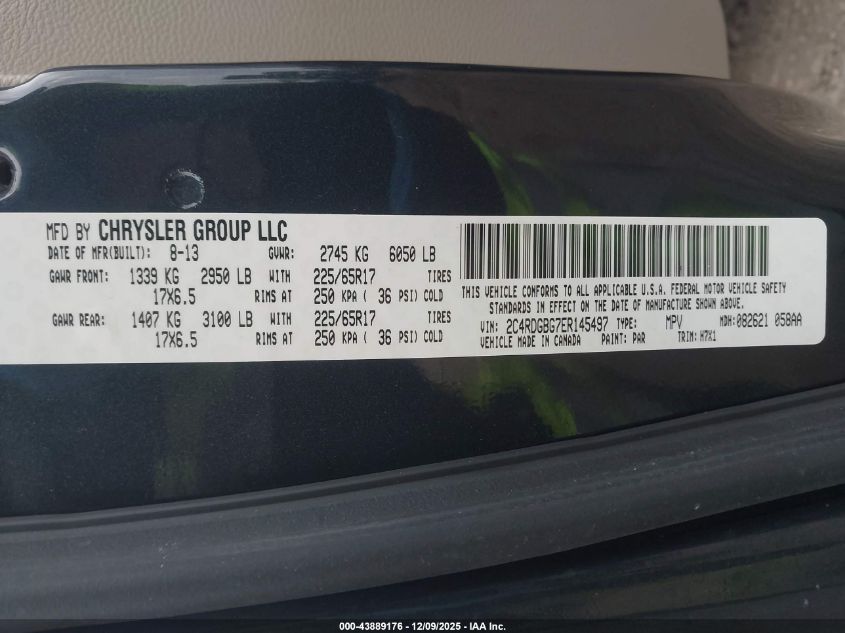 MFD BY CHRYSLER GROUP LLC
DATE OF MFR(BUILT): 8-13 GVWR: 2745 KG 6050 LB
GAWR FRONT: 1339 KG 2950 LB WITH 225/65R17 TIRES
17X6.5 RIMS AT 250 KPA ( 36 PSI) COLD
GAWR REAR: 1407 KG 3100 LB WITH 225/65R17 TIRES
17X6.5 RIMS AT 250 KPA ( 36 PSI) COLD
THIS VEHICLE CONFORMS TO ALL APPLICABLE U.S.A. FEDERAL MOTOR VEHICLE SAFETY
STANDARDS IN EFFECT ON THE DATE OF MANUFACTURE SHOWN ABOVE.
VIN: 2C4RDGBG7ER145497 TYPE: MPV MDH: 082621 058AA
VEHICLE MADE IN CANADA PAINT: PAR TRIM: H7X1
000-43889176 - 12/09/2025 - IAA Inc.